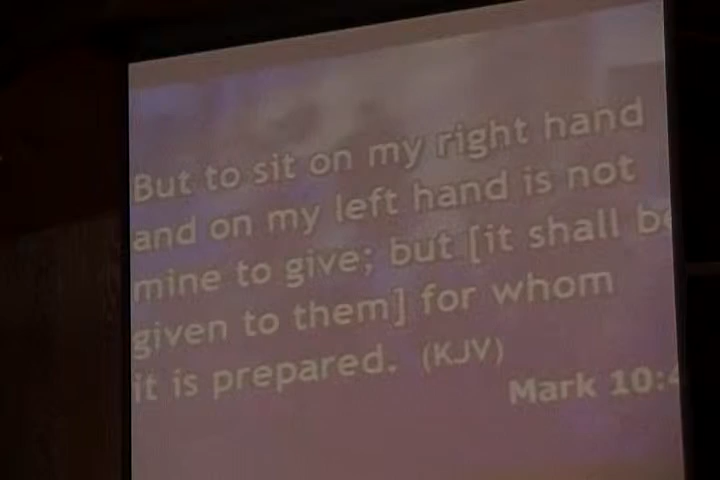 But to sit on my right hand
and on my left hand is not
mine to give; but [it shall be
given to them] for whom
it is prepared. (KJV)
Mark 10:4